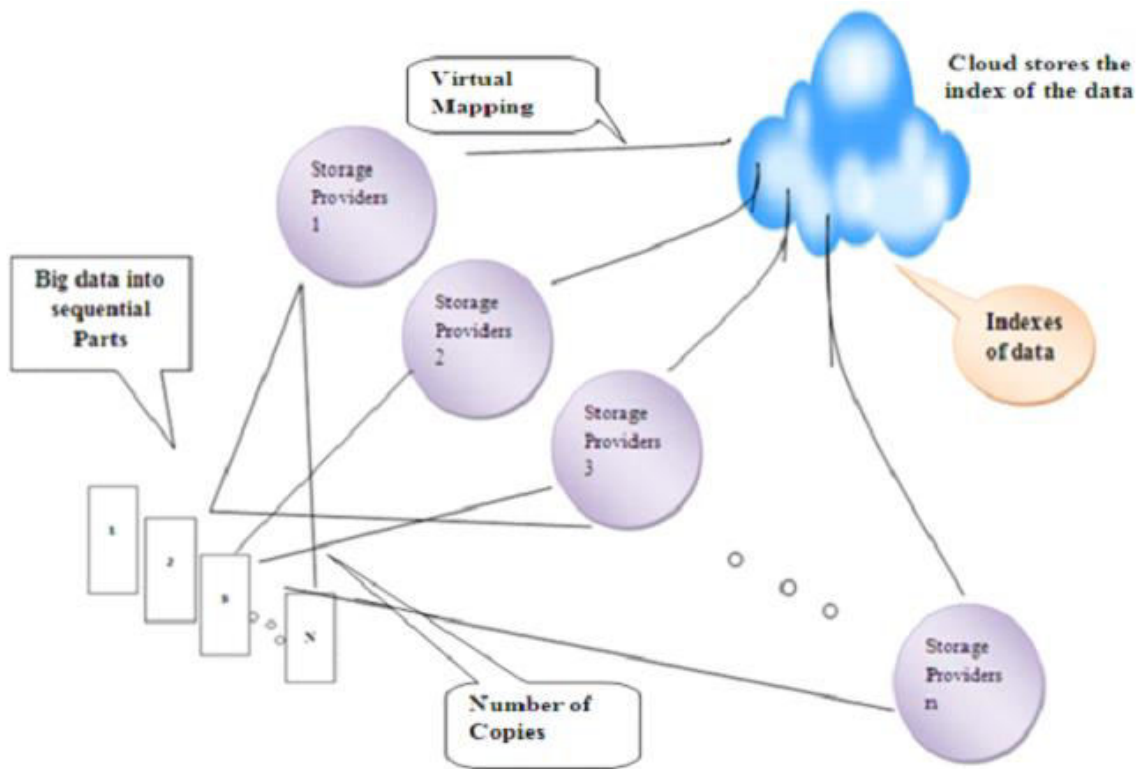 Cloud stores the
index of the data
Virtual
Mapping
Storage
Providers
1
Big data into
sequential
Parts
Storage
Providers
2
Indexes
of data
Storage
Providers
3
1
2
N
Storage
Providers
n
Number of
Copies